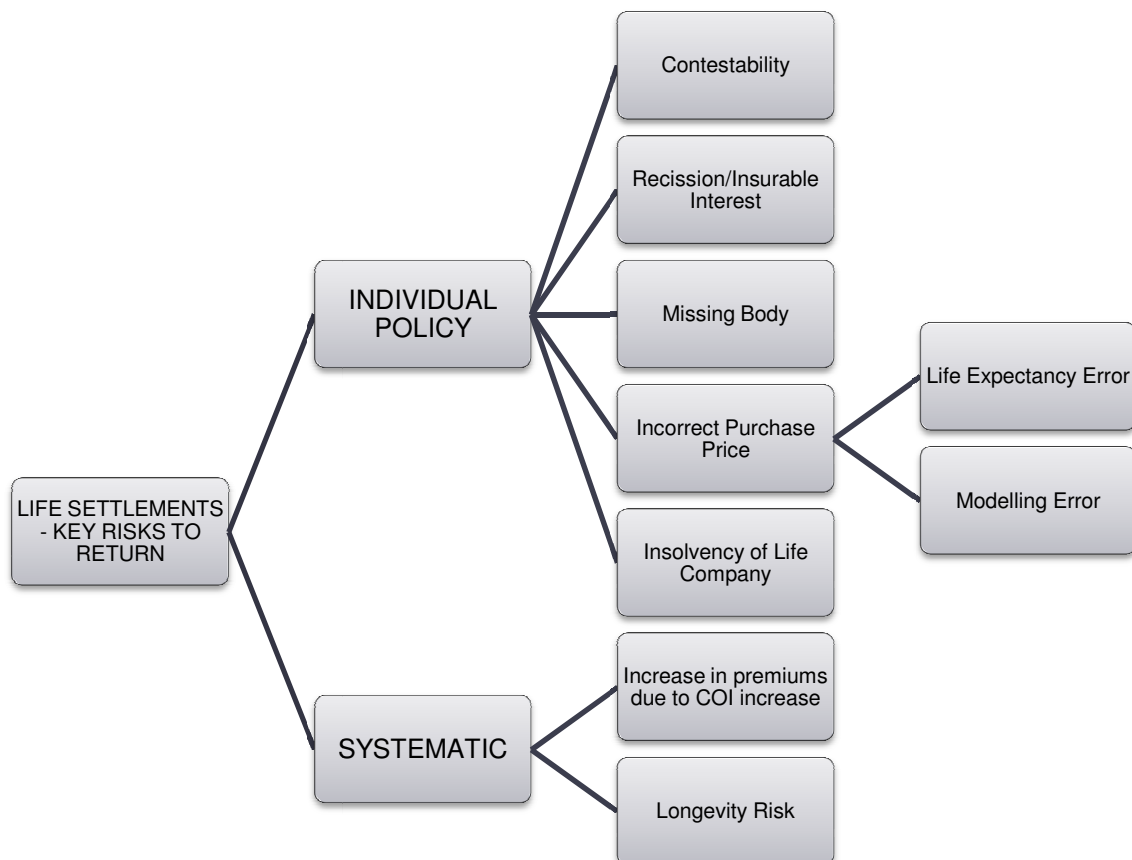 Contestability
Recission/Insurable
Interest
INDIVIDUAL
POLICY
Missing Body
Life Expectancy Error
Incorrect Purchase
Price
Modelling Error
LIFE SETTLEMENTS
- KEY RISKS TO
RETURN
Insolvency of Life
Company
Increase in premiums
due to COI increase
SYSTEMATIC
Longevity Risk